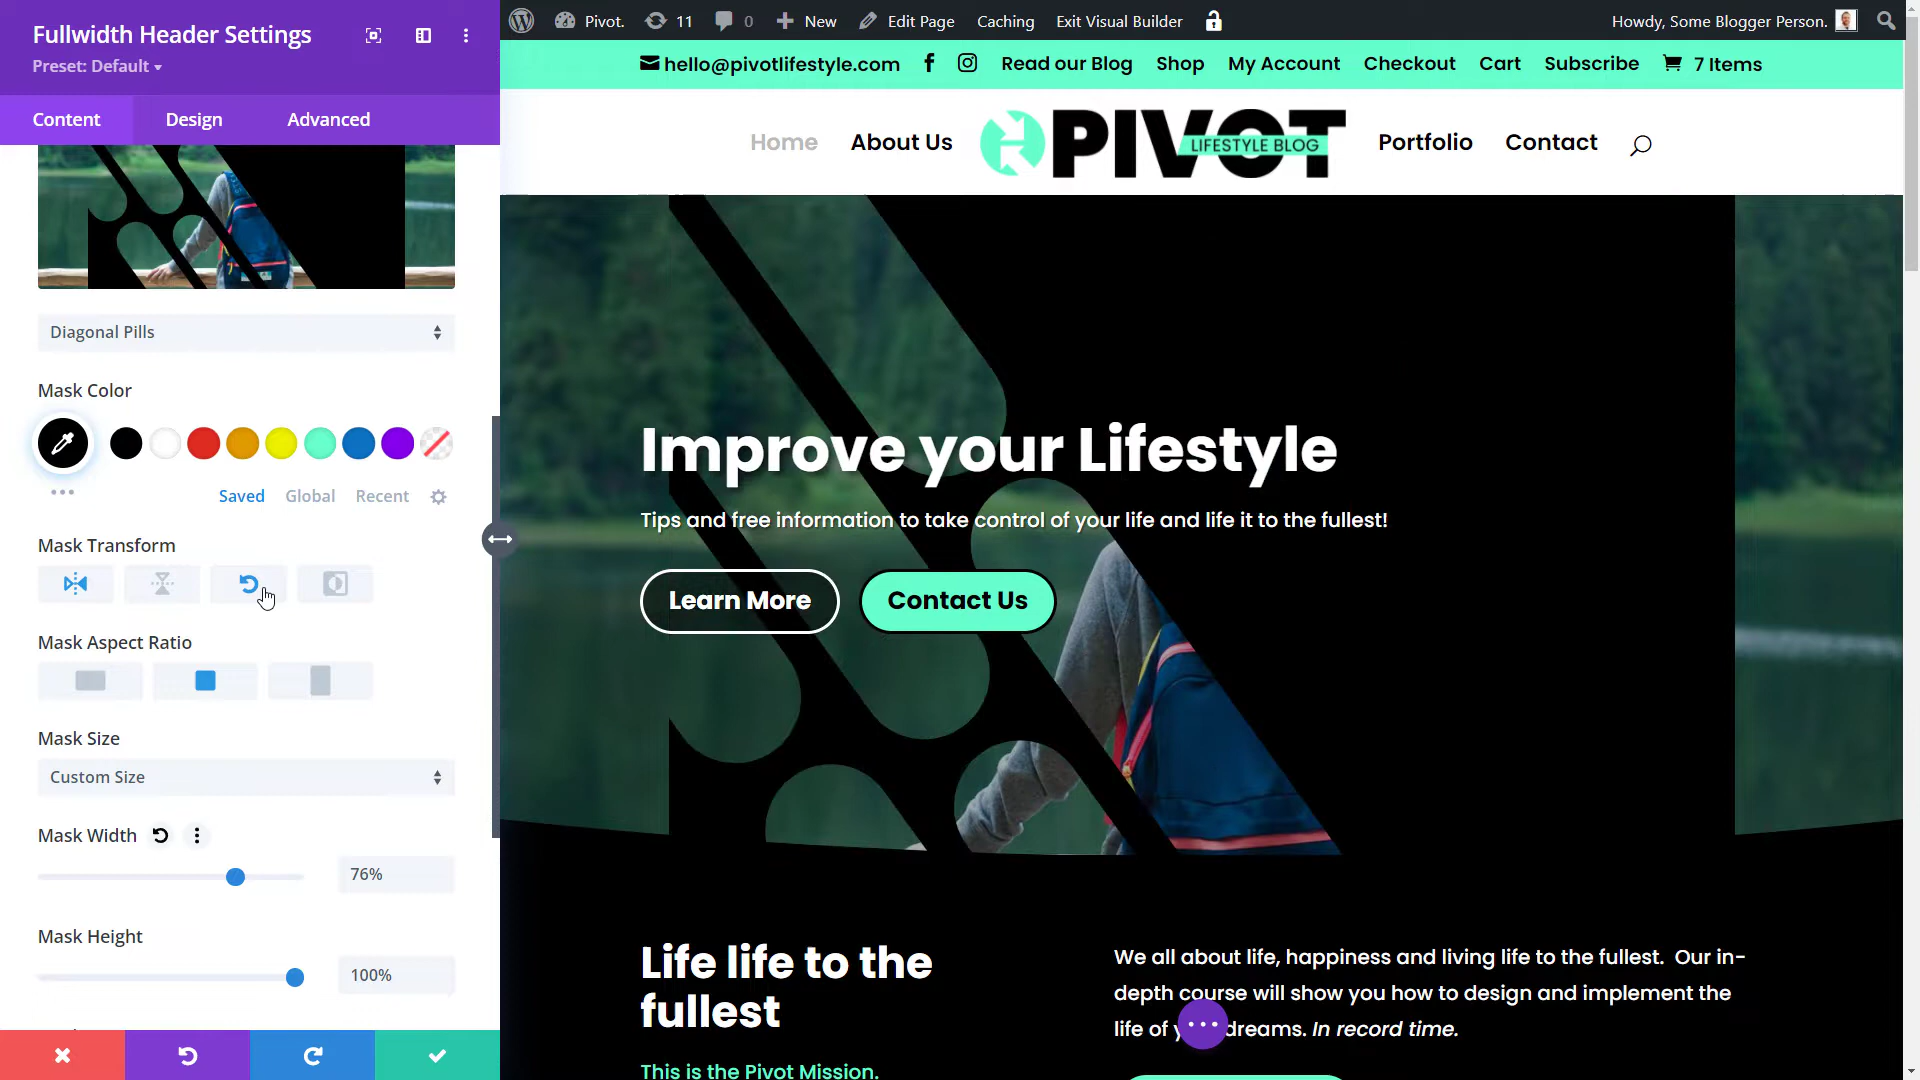 Fullwidth Header Settings
Preset: Default
Content
Design
Advanced
Diagonal Pills
Mask Color
Saved
Global
Recent
Mask Transform
Mask Aspect Ratio
Mask Size
Custom Size
Mask Width
76%
Mask Height
100%
Pivot.
11
0
New
Edit Page
Caching
Exit Visual Builder
Howdy, Some Blogger Person.
hello@pivotlifestyle.com
Read our Blog
Shop
My Account
Checkout
Cart
Subscribe
7 Items
Home
About Us
PIVOT
LIFESTYLE BLOG
Portfolio
Contact
Improve your Lifestyle
Tips and free information to take control of your life and life it to the fullest!
Learn More
Contact Us
Life life to the
fullest
This is the Pivot Mission.
We all about life, happiness and living life to the fullest. Our in-
depth course will show you how to design and implement the
life of dreams. In record time.